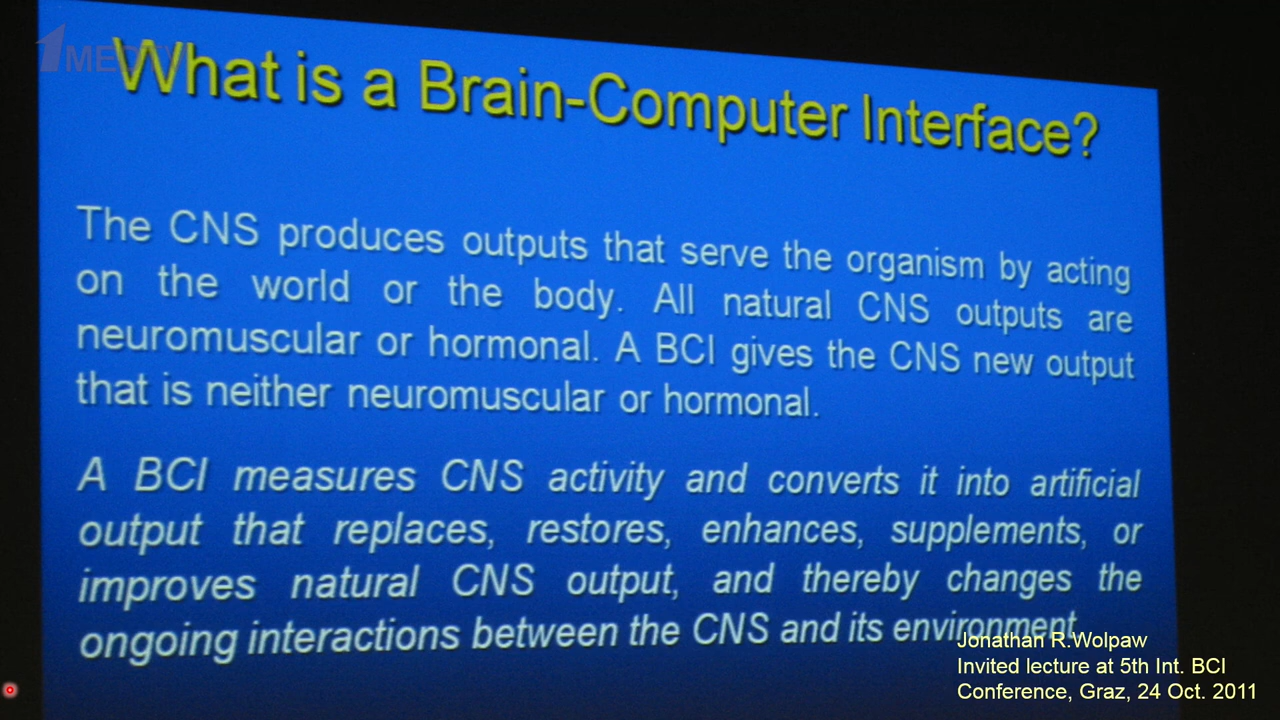 What is a Brain-Computer Interface?
The CNS produces outputs that serve the organism by acting
on the world or the body. All natural CNS outputs are
neuromuscular or hormonal. A BCI gives the CNS new output
that is neither neuromuscular or hormonal.
A BCI measures CNS activity and converts it into artificial
output that replaces, restores, enhances, supplements, or
improves natural CNS output, and thereby changes the
ongoing interactions between the CNS and its environment.
Jonathan R.Wolpaw
Invited lecture at 5th Int. BCI
Conference, Graz, 24 Oct. 2011